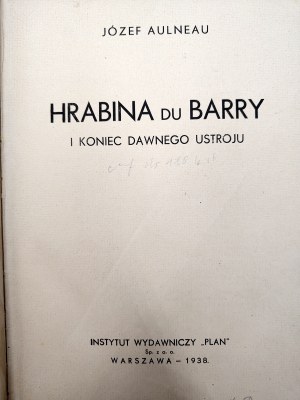 JÓZEF AULNEAU
HRABINA DU BARRY
I KONIEC DAWNEGO USTROJU
INSTYTUT WYDAWNICZY „PLAN"
Sp. z o. o.
WARSZAWA – 1938.